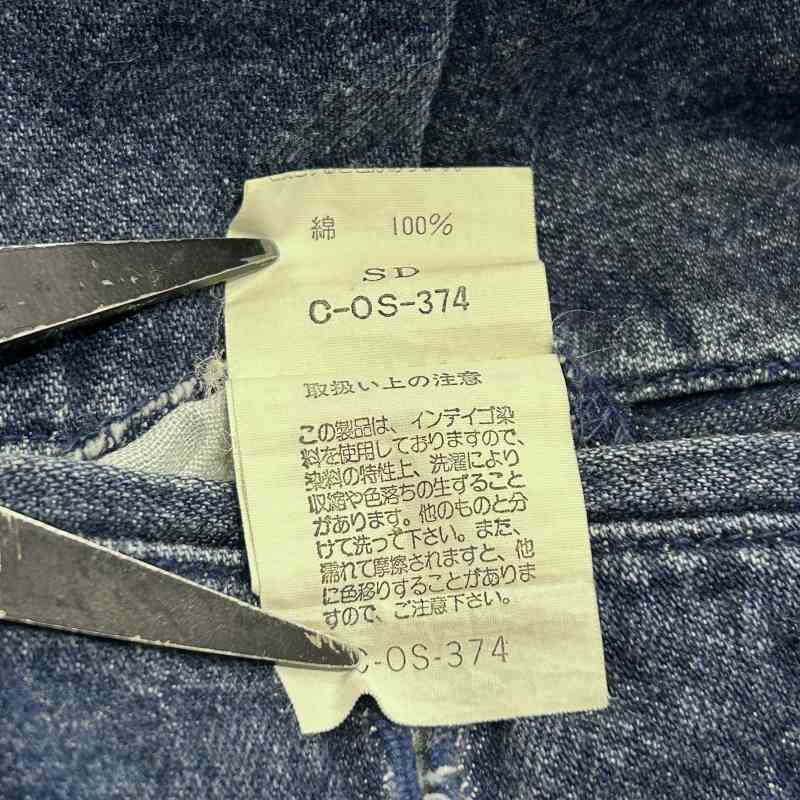 綿 100%
SD
C-OS-374
取扱い上の注意
この製品は、インデイゴ染
料を使用しておりますので、
染料の特性上、洗濯により
収縮や色落ちの生ずること
があります。他のものと分
けて洗って下さい。また、
濡れて摩擦されますと、他
に色移りすることがありま
すので、ご注意下さい。
C-OS-374